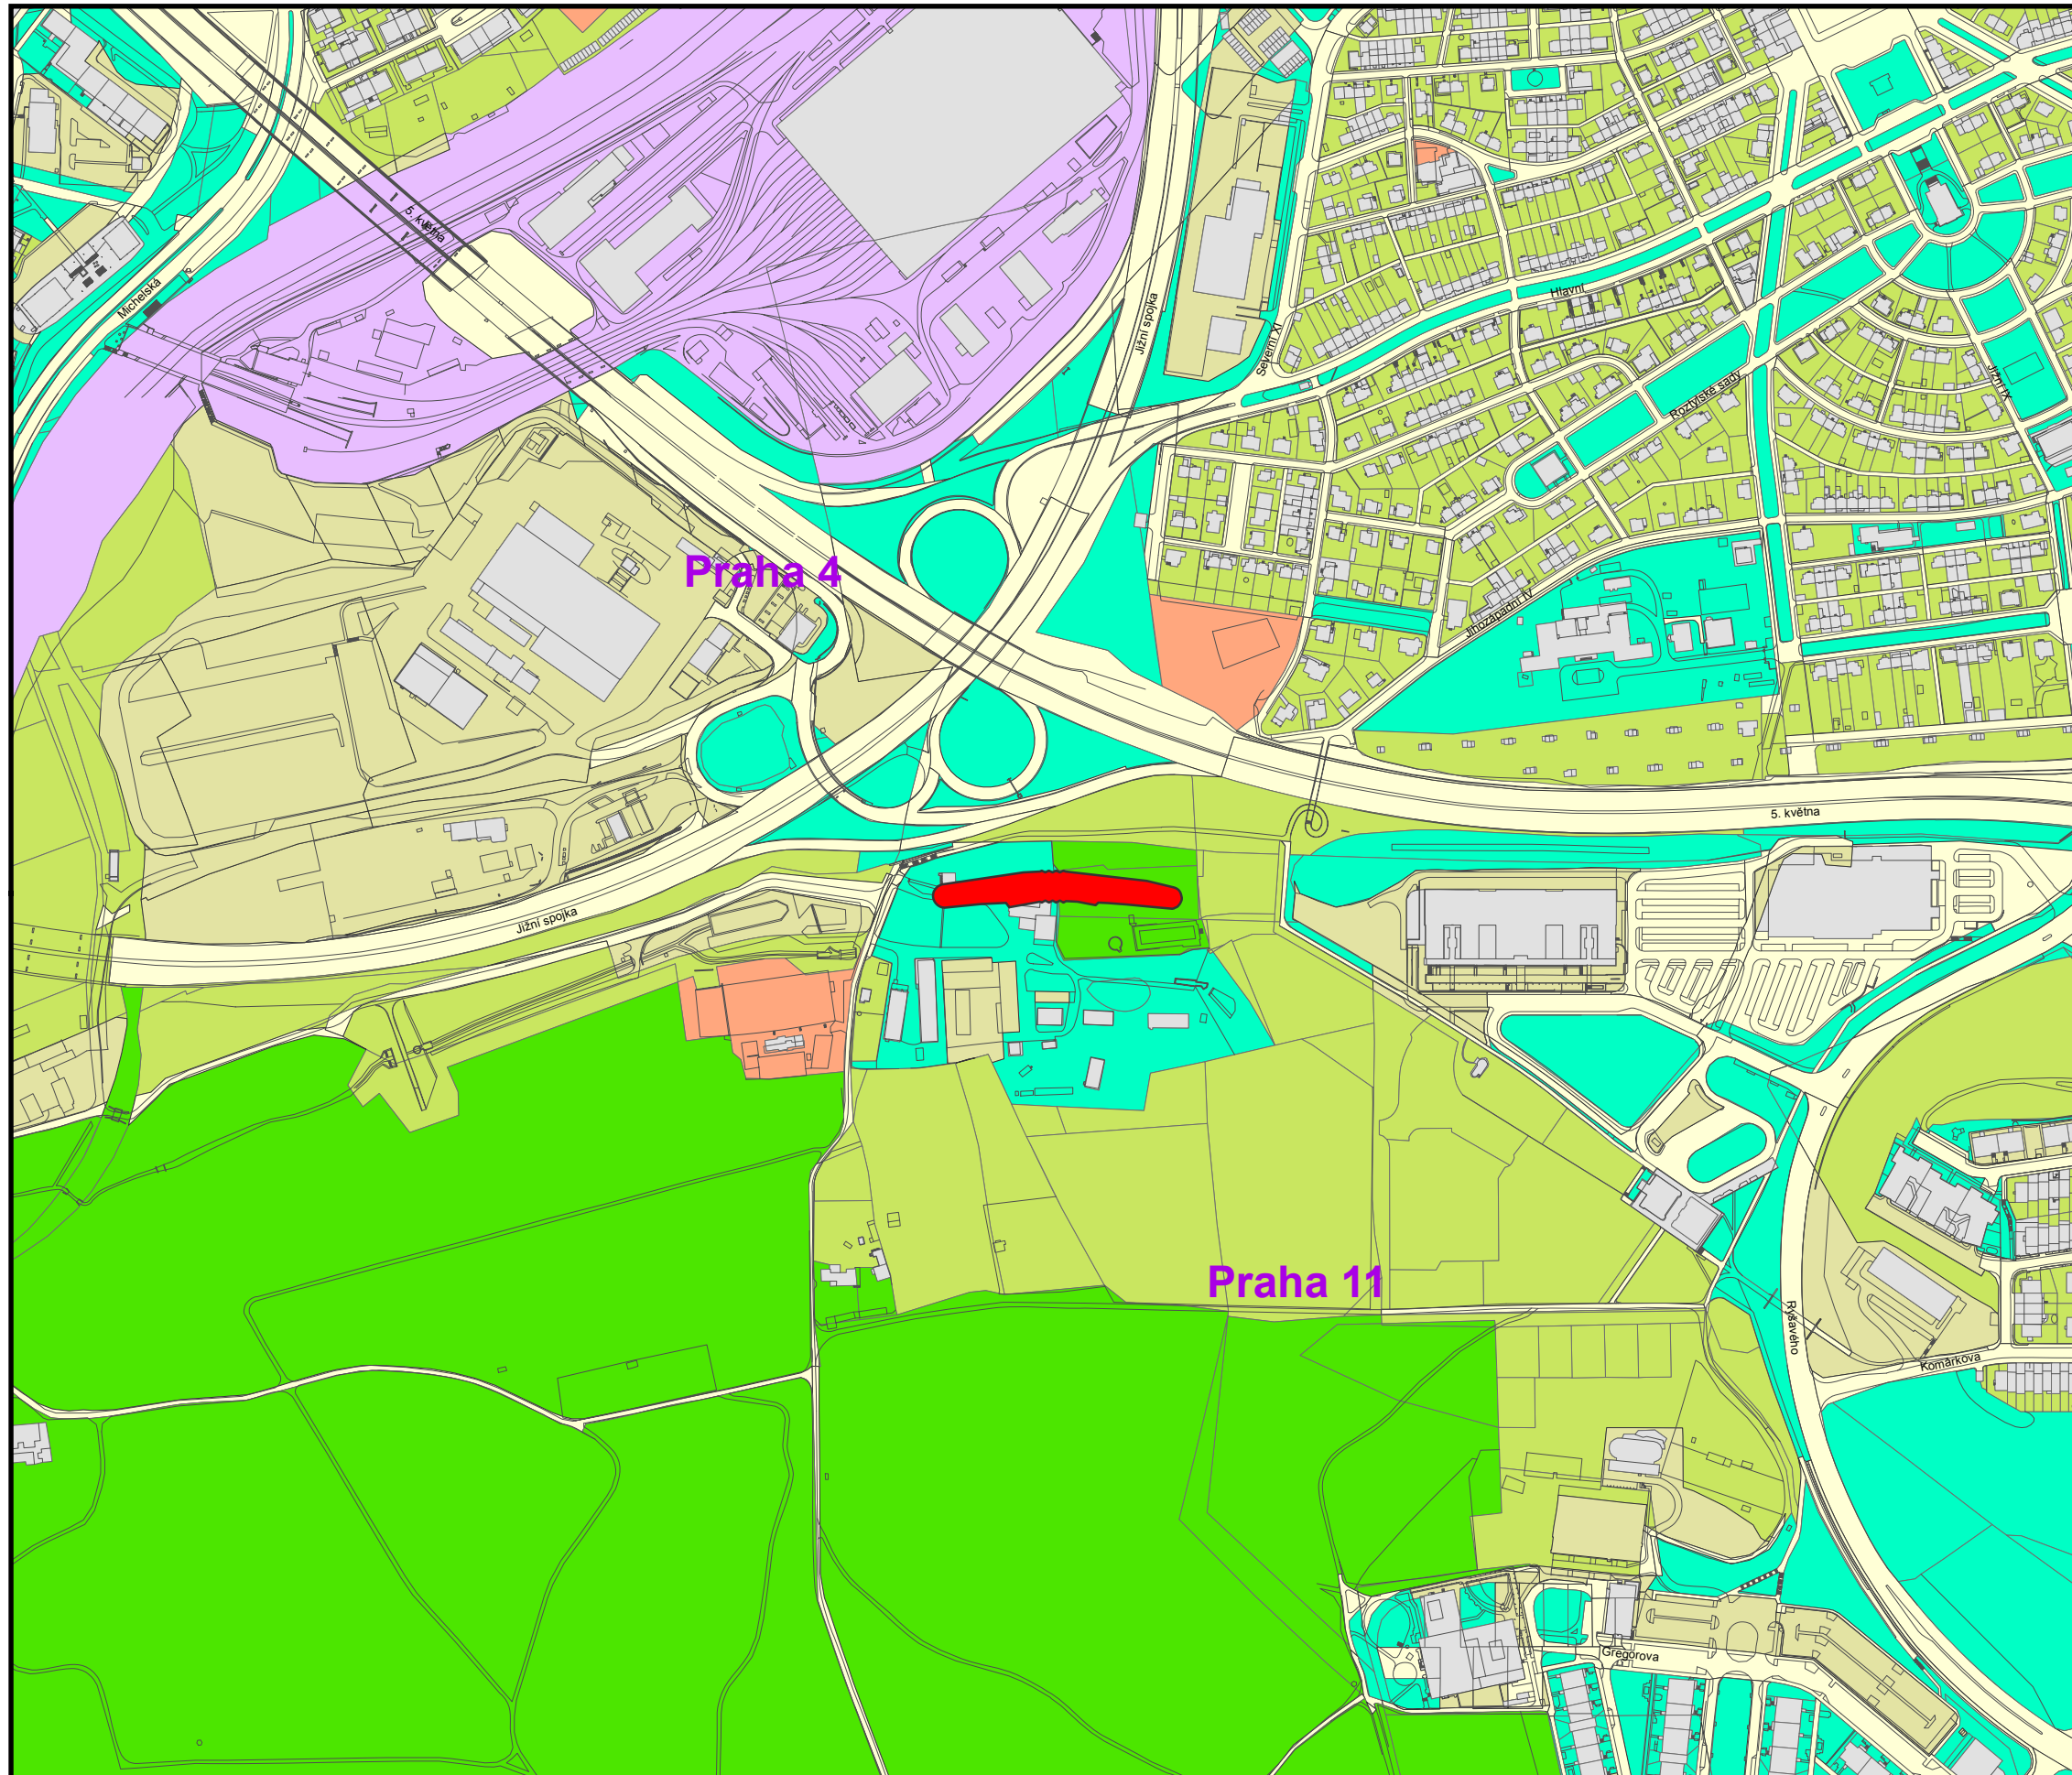 5. května
Michelská
Jižní spojka
Severní XI
Hlavní
Roztylské sady
Jižní IX
Praha 4
Jihozápadní IV
5. května
Jižní spojka
Praha 11
Ryšavého
Komárkova
Gregorova